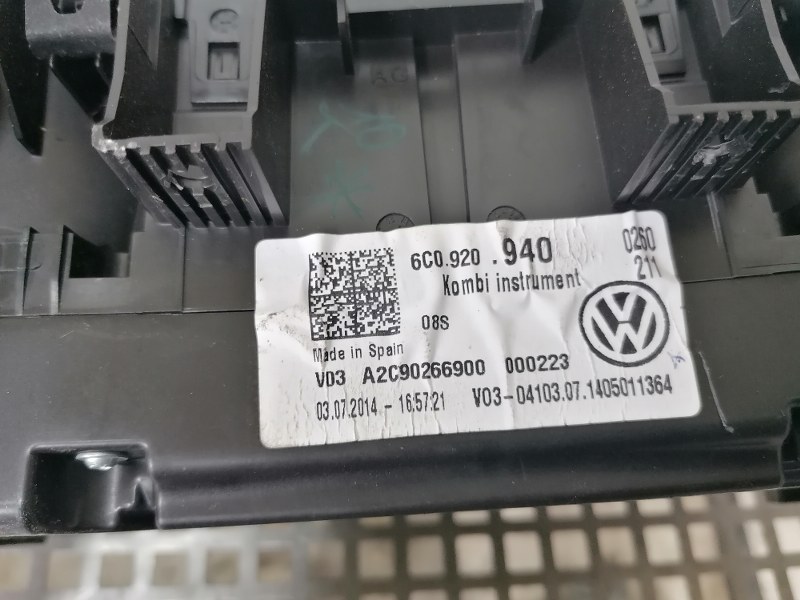 6C0.920 .940 0260
Kombi instrument 211
08S
Made in Spain
V03 A2C90266900 000223
03.07.2014 - 16:57:21 V03-04103.07.1405011364